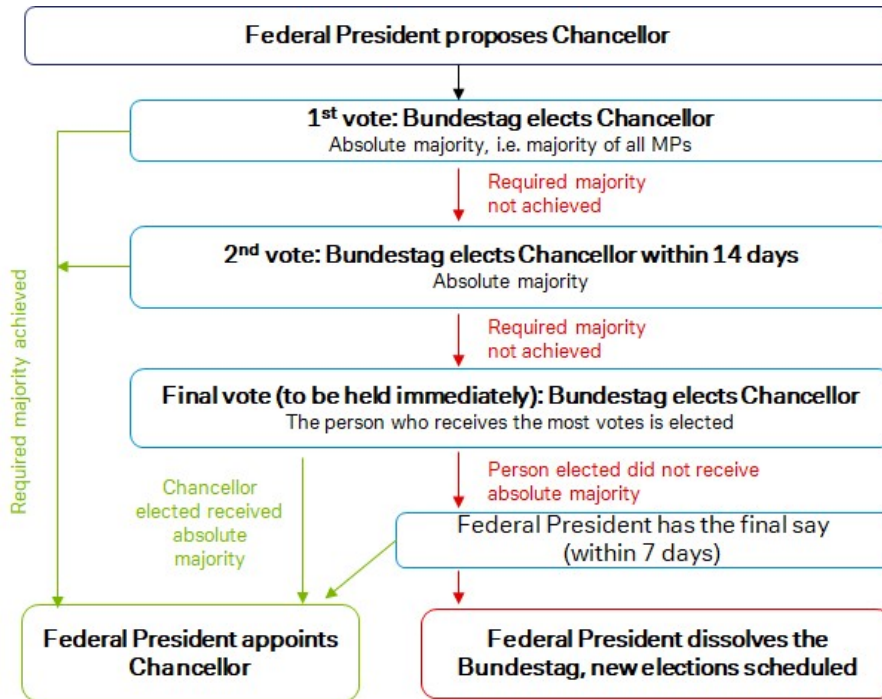 Federal President proposes Chancellor
1st vote: Bundestag elects Chancellor
Absolute majority, i.e. majority of all MPs
Required majority
not achieved
2nd vote: Bundestag elects Chancellor within 14 days
Absolute majority
Required majority
not achieved
Required majority achieved
Final vote (to be held immediately): Bundestag elects Chancellor
The person who receives the most votes is elected
Chancellor
elected received
absolute
majority
Person elected did not receive
absolute majority
Federal President has the final say
(within 7 days)
Federal President appoints
Chancellor
Federal President dissolves the
Bundestag, new elections scheduled